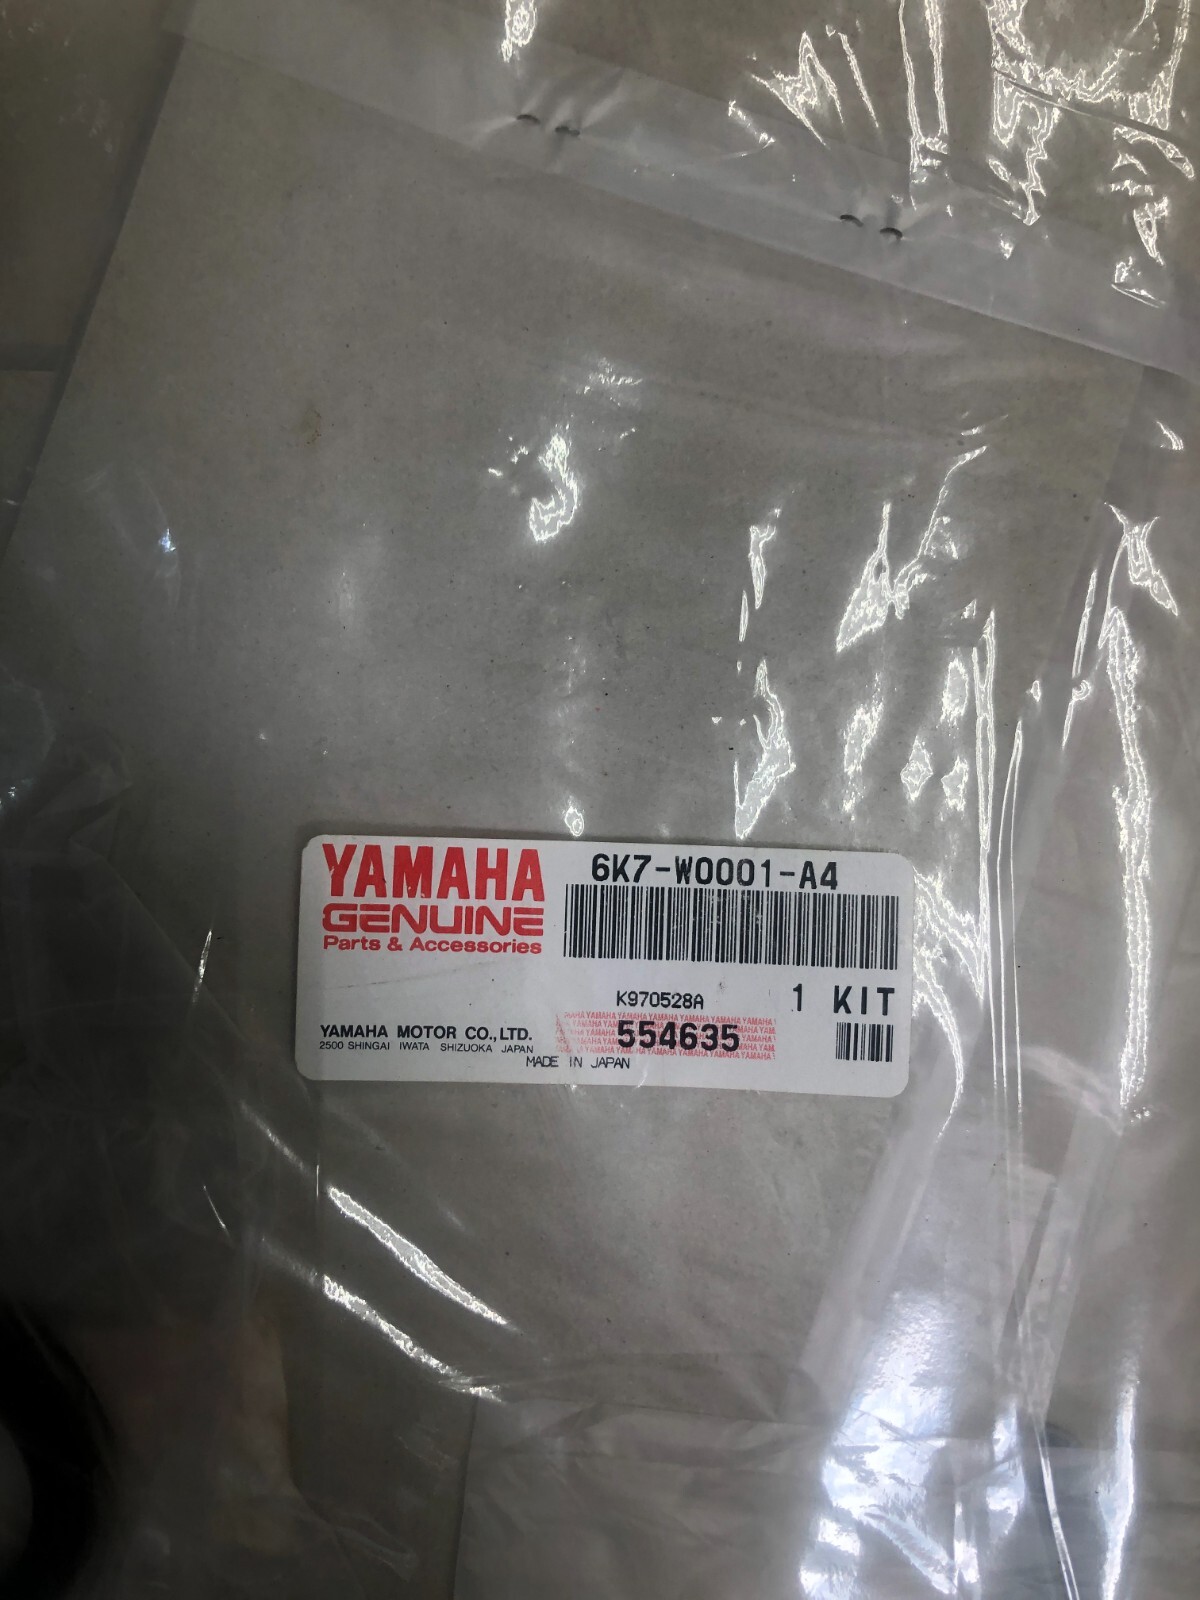 YAMAHA
GENUINE
Parts & Accessories
6K7-W0001-A4
K970528A
1 KIT
YAMAHA MOTOR CO.,LTD.
2500 SHINGAI IWATA SHIZUOKA JAPAN
554635
MADE IN JAPAN